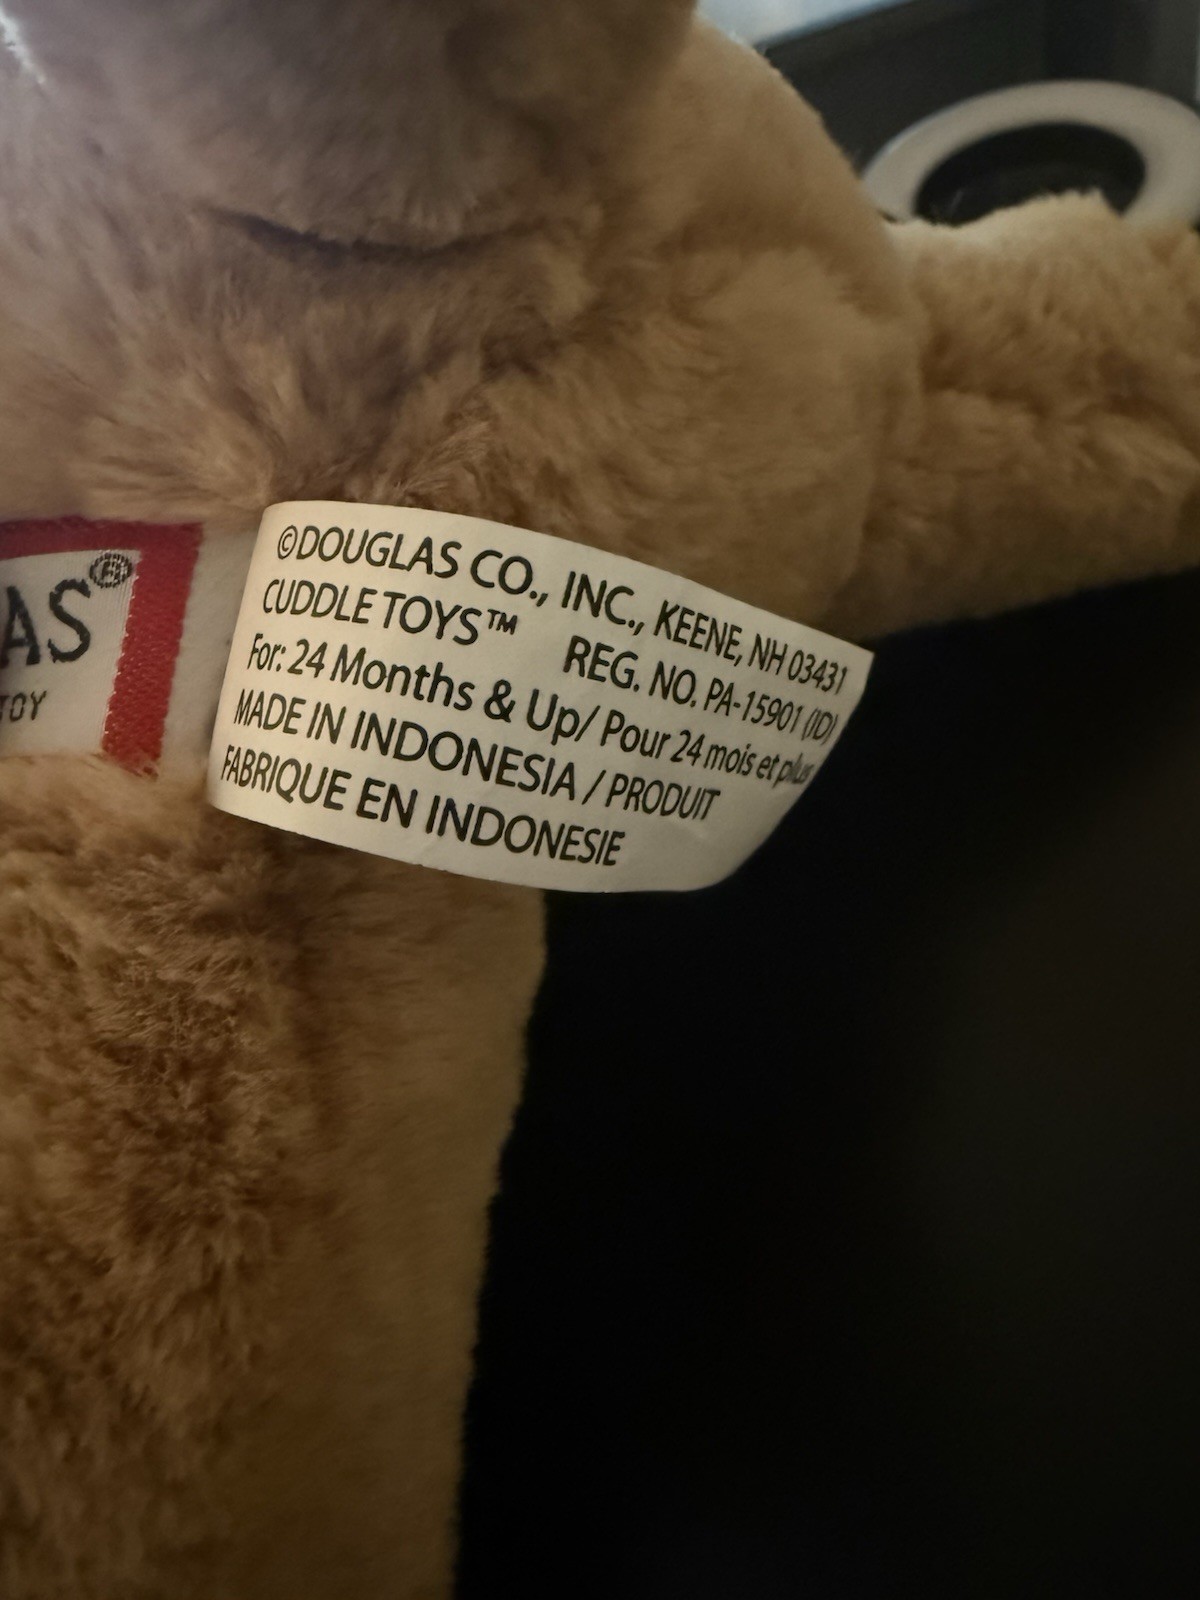 AS®
TOY
©DOUGLAS CO., INC., KEENE, NH 03431
CUDDLE TOYS™ REG. NO. PA-15901 (ID)
For: 24 Months & Up/ Pour 24 mois et plus
MADE IN INDONESIA / PRODUIT
FABRIQUE EN INDONESIE